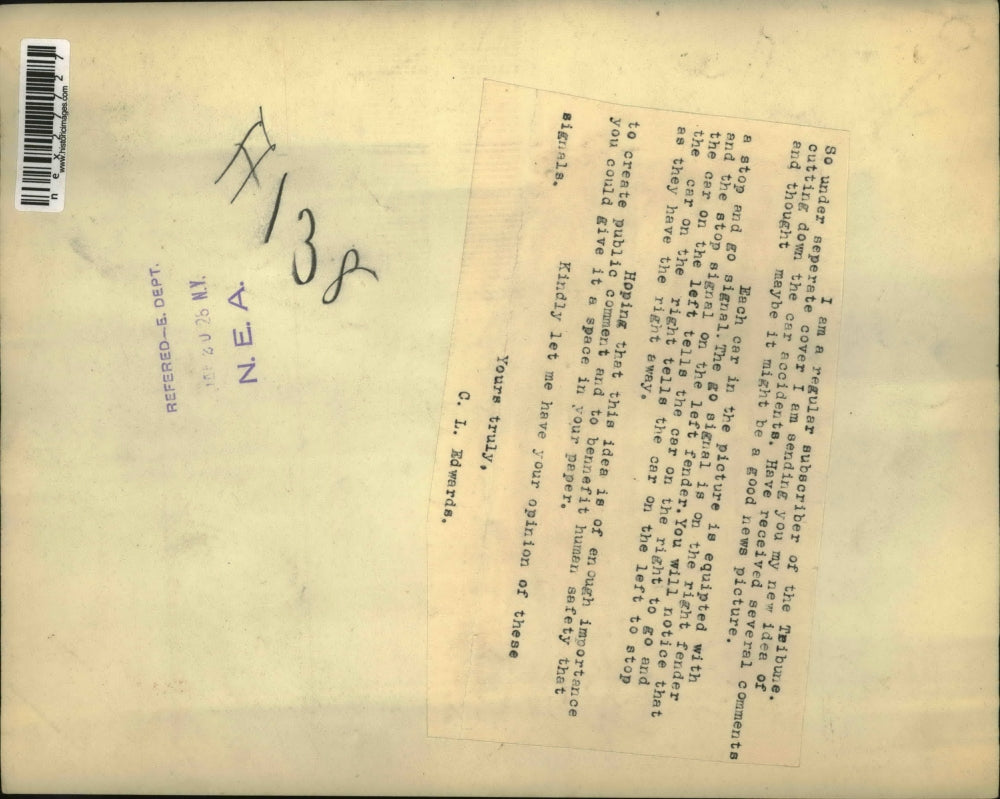 I am a regular subscriber of the Tribune.
So under seperate cover I am sending you my new idea of
cutting down the car accidents. Have received several comments
and thought maybe it might be a good news picture.
Each car in the picture is equipted with
a stop and go signal. The go signal is on the right fender
and the stop signal on the left fender. You will notice that
the car on the left tells the car on the right to go and
the car on the right tells the car on the left to stop
as they have the right away.
Hoping that this idea is of enough importance
to create public comment and to bennefit human safety that
you could give it a space in your paper.
Kindly let me have your opinion of these
signals.
Yours truly,
C. L. Edwards.
#138
N. E. A.
26 N.Y.
REFERED—E. DEPT.
www.historicimages.com
nex27727